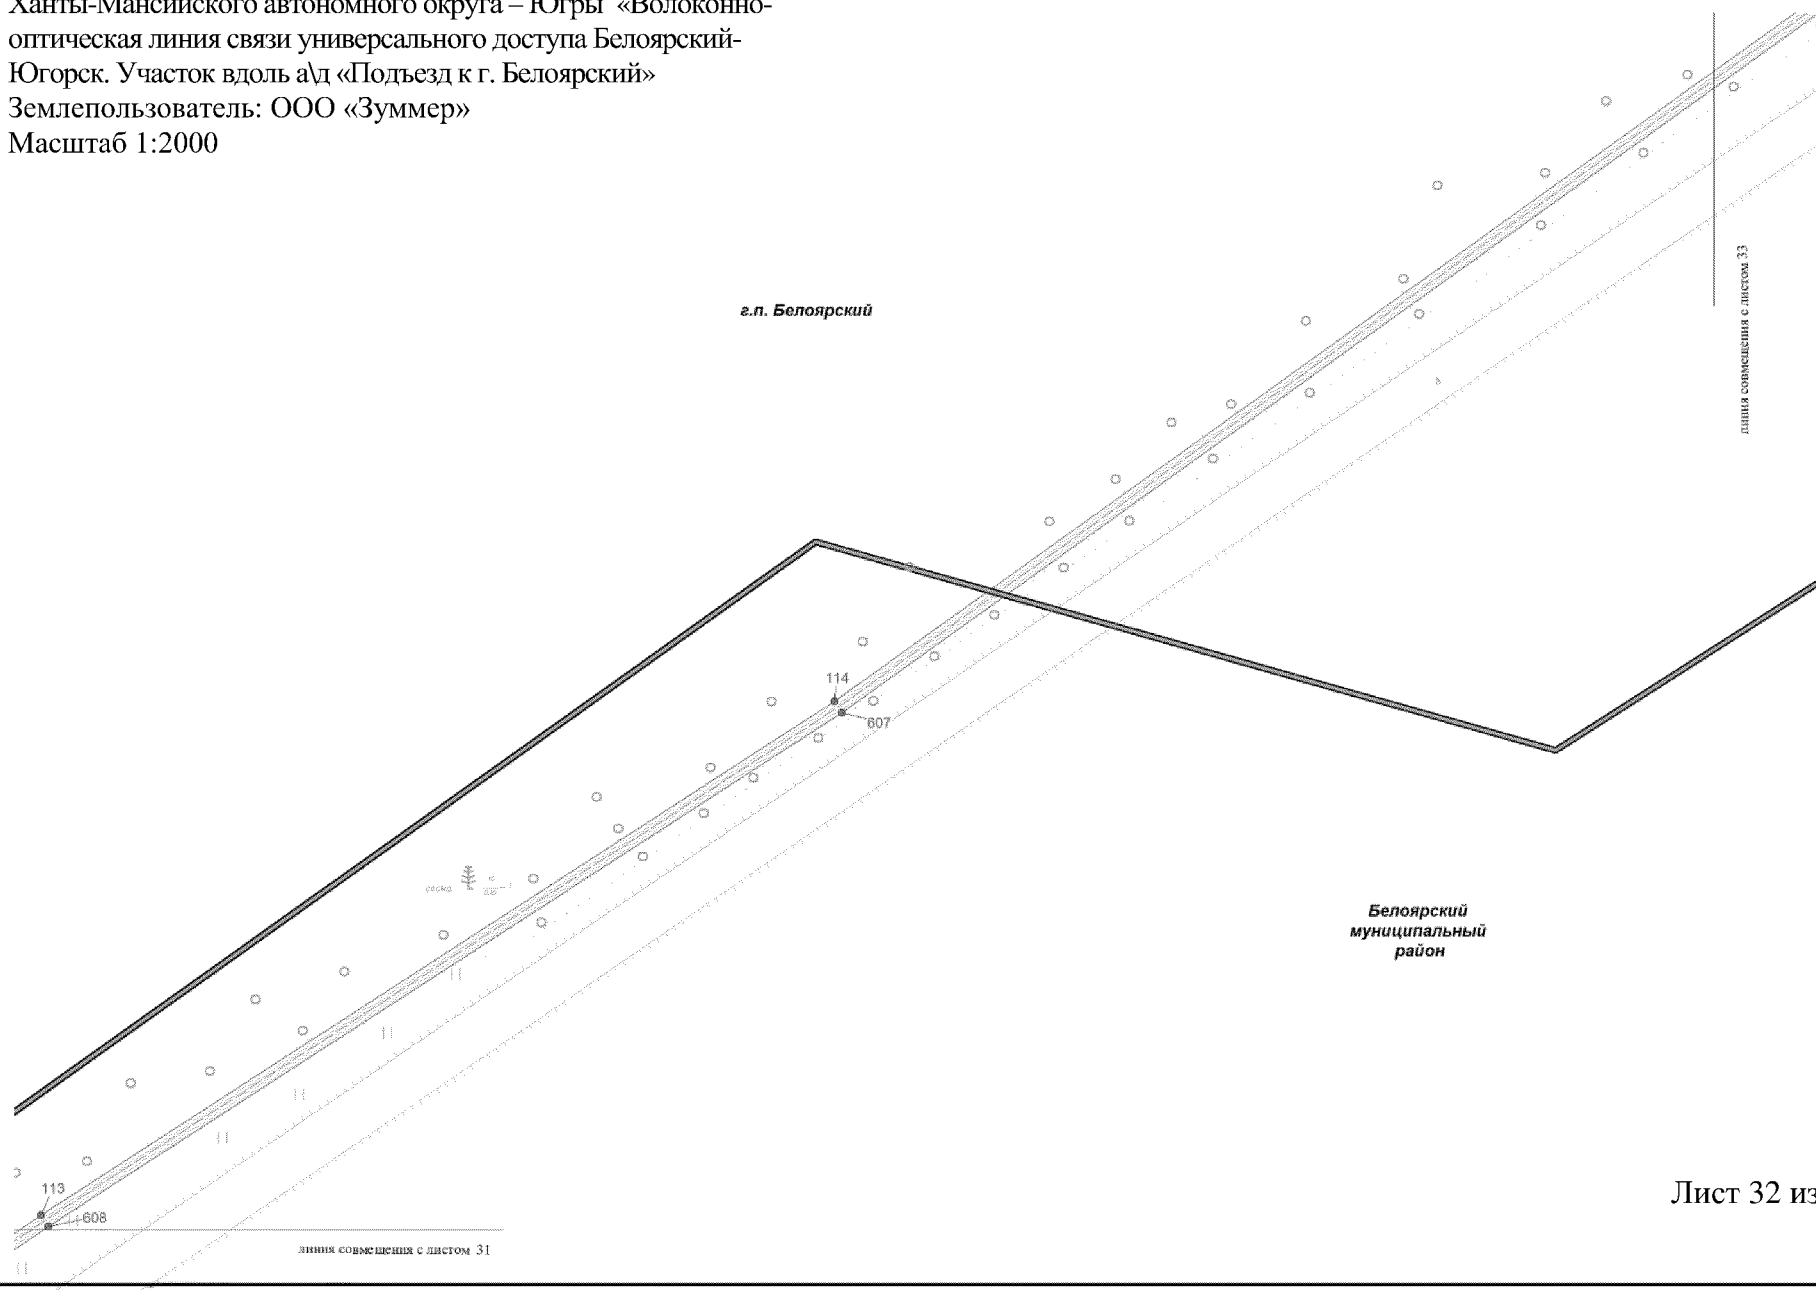 Ханты-Мансийского автономного округа – Югры «Волоконно-
оптическая линия связи универсального доступа Белоярский-
Югорск. Участок вдоль а\д «Подъезд к г. Белоярский»
Землепользователь: ООО «Зуммер»
Масштаб 1:2000
г.п. Белоярский
линия совмещения с листом 33
114
607
сосна
Белоярский
муниципальный
район
113
608
линия совмещения с листом 31
Лист 32 из